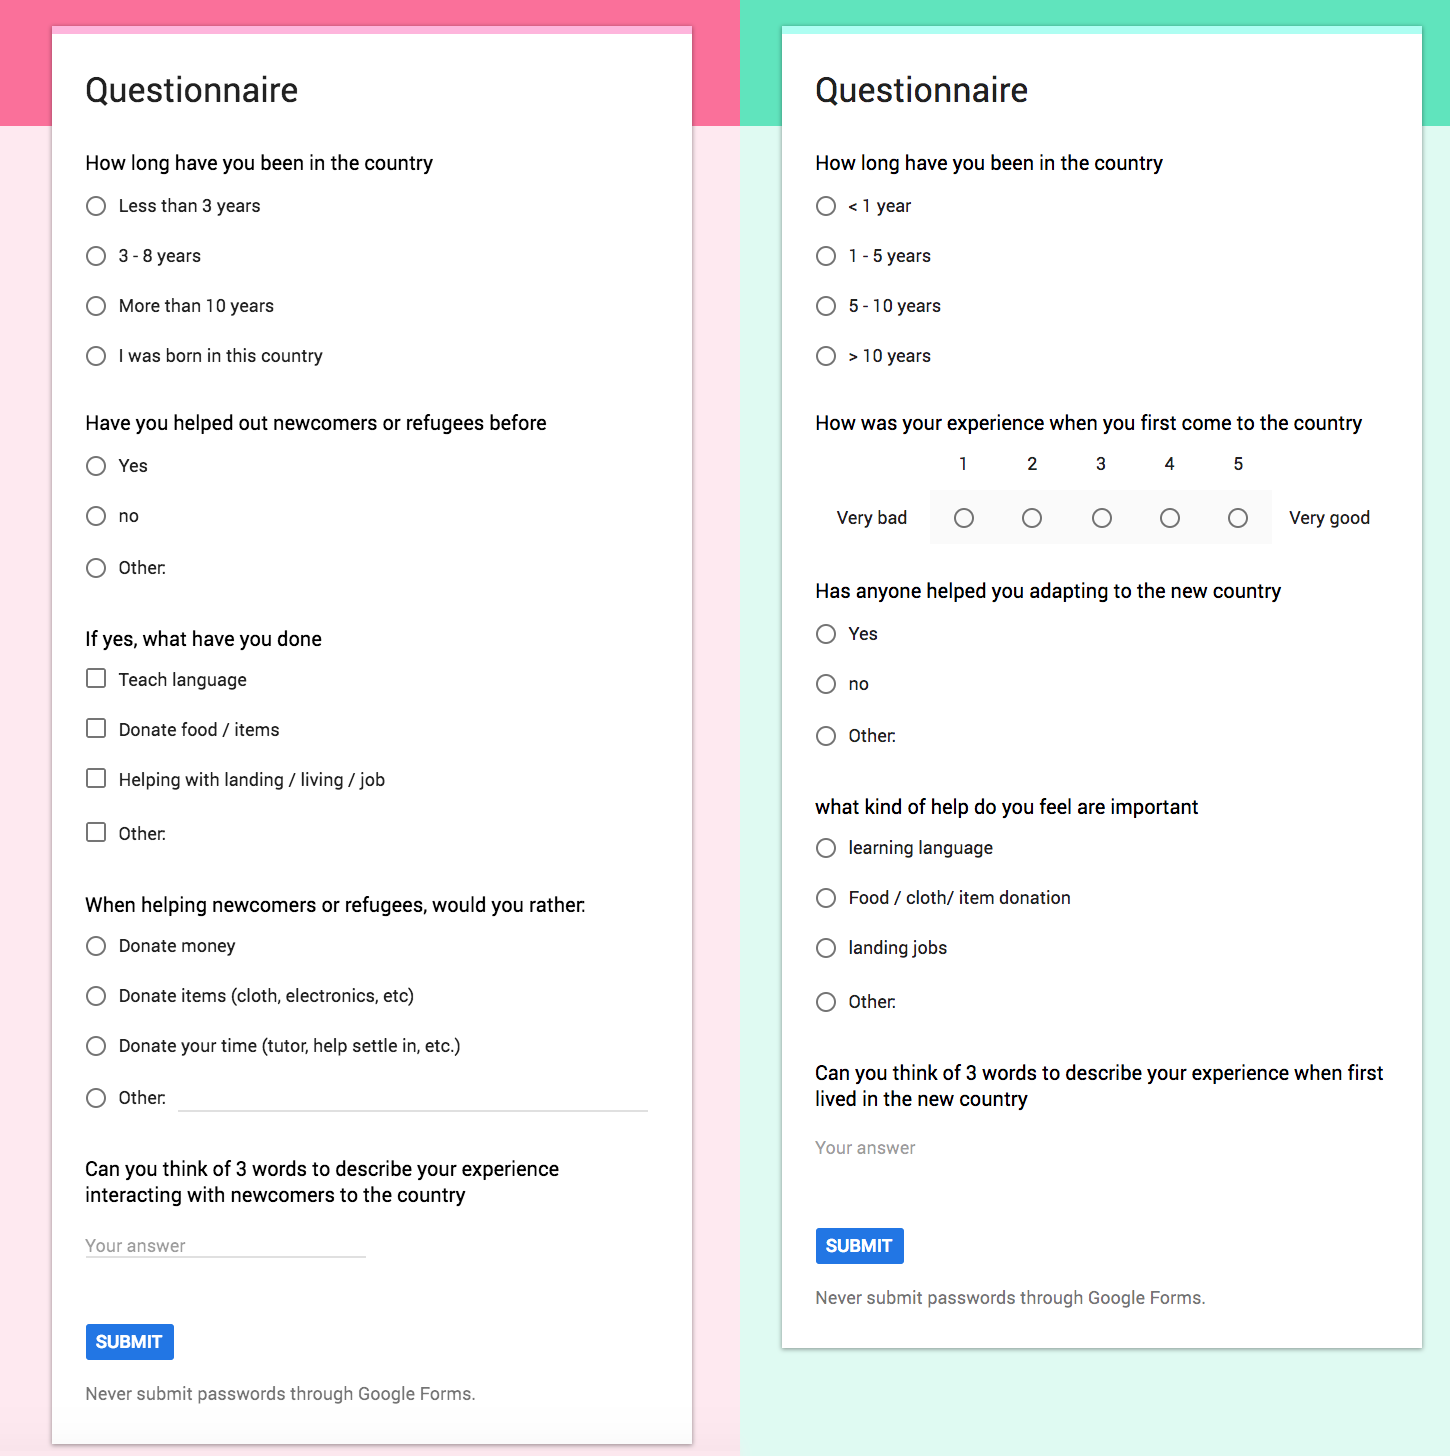 Questionnaire
How long have you been in the country
Less than 3 years
3 - 8 years
More than 10 years
I was born in this country
Have you helped out newcomers or refugees before
Yes
no
Other:
If yes, what have you done
Teach language
Donate food / items
Helping with landing / living / job
Other:
When helping newcomers or refugees, would you rather:
Donate money
Donate items (cloth, electronics, etc)
Donate your time (tutor, help settle in, etc.)
Other:
Can you think of 3 words to describe your experience
interacting with newcomers to the country
Your answer
SUBMIT
Never submit passwords through Google Forms.
Questionnaire
How long have you been in the country
< 1 year
1 - 5 years
5 - 10 years
> 10 years
How was your experience when you first come to the country
1 2 3 4 5
Very bad Very good
Has anyone helped you adapting to the new country
Yes
no
Other:
what kind of help do you feel are important
learning language
Food / cloth/ item donation
landing jobs
Other:
Can you think of 3 words to describe your experience when first
lived in the new country
Your answer
SUBMIT
Never submit passwords through Google Forms.